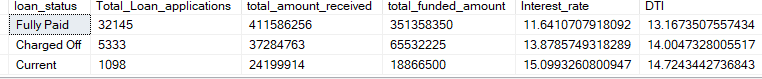 loan_status Total_Loan_applications total_amount_received total_funded_amount Interest_rate DTI
Fully Paid 32145 411586256 351358350 11.6410707918092 13.1673507557434
Charged Off 5333 37284763 65532225 13.8785749318289 14.0047328005517
Current 1098 24199914 18866500 15.0993260800947 14.7243442736843